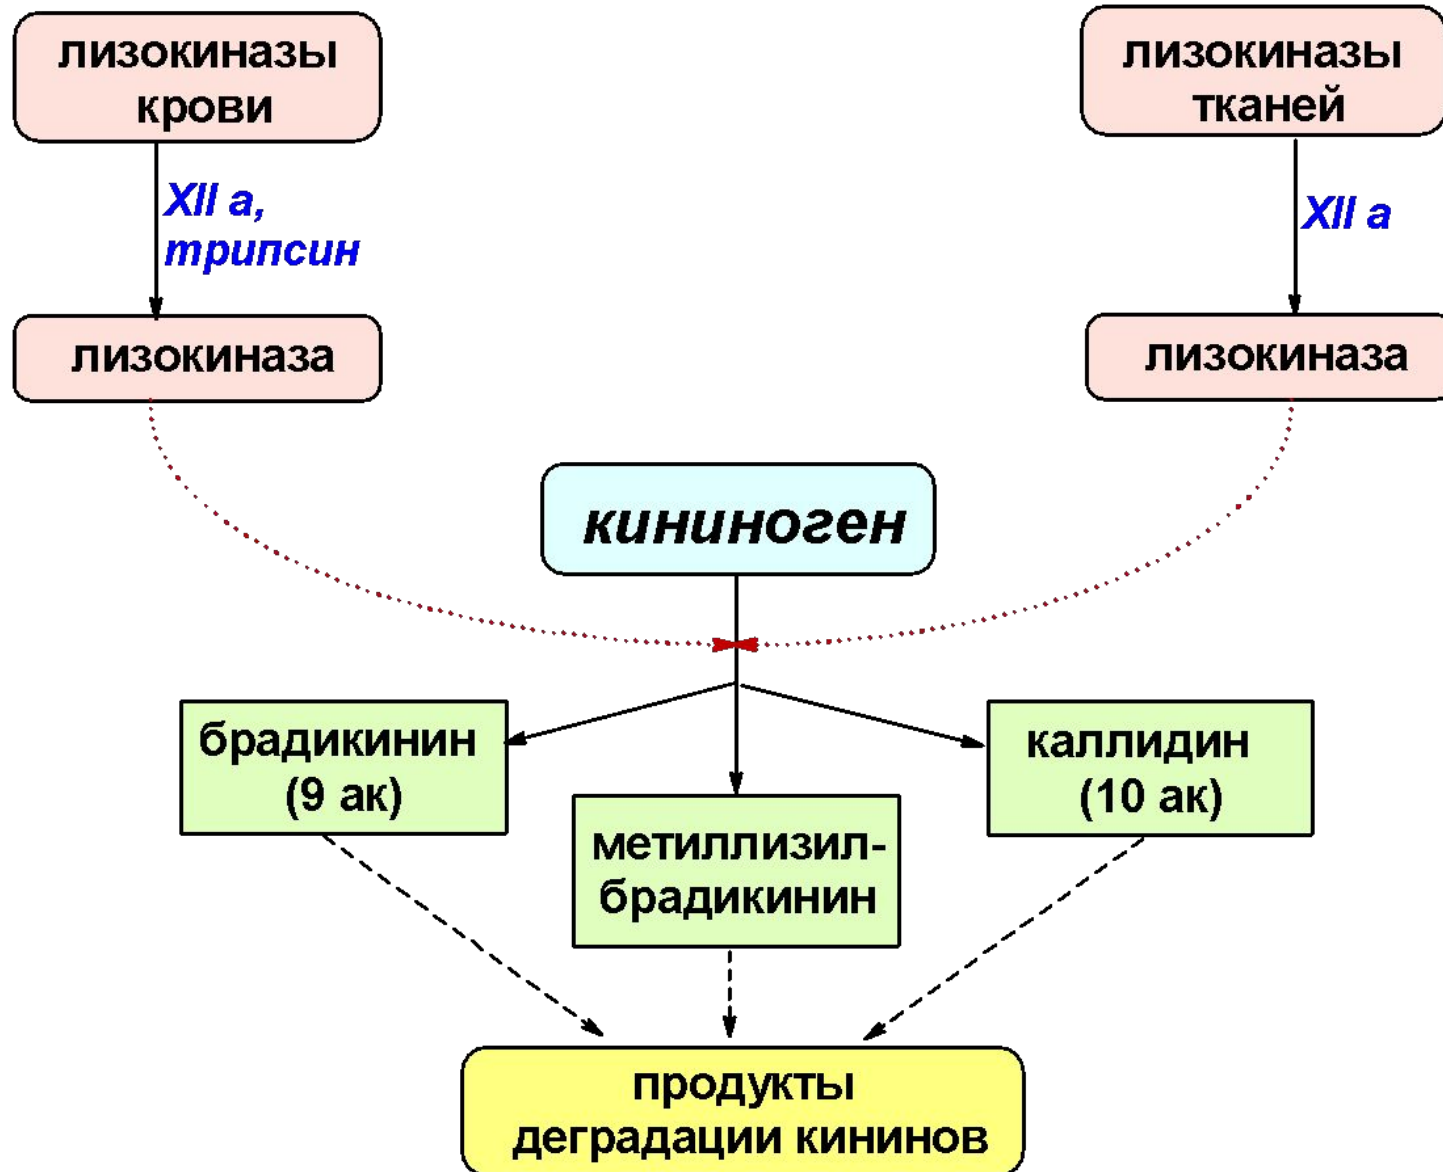 лизокиназы
крови
лизокиназы
тканей
XII а,
трипсин
XII а
лизокиназа
лизокиназа
кининоген
брадикинин
(9 ак)
метиллизил-
брадикинин
каллидин
(10 ак)
продукты
деградации кининов